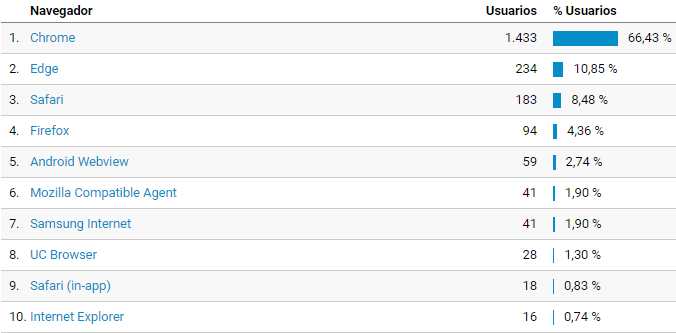 Navegador Usuarios % Usuarios
1. Chrome 1.433 66,43 %
2. Edge 234 10,85 %
3. Safari 183 8,48 %
4. Firefox 94 4,36 %
5. Android Webview 59 2,74 %
6. Mozilla Compatible Agent 41 1,90 %
7. Samsung Internet 41 1,90 %
8. UC Browser 28 1,30 %
9. Safari (in-app) 18 0,83 %
10. Internet Explorer 16 0,74 %